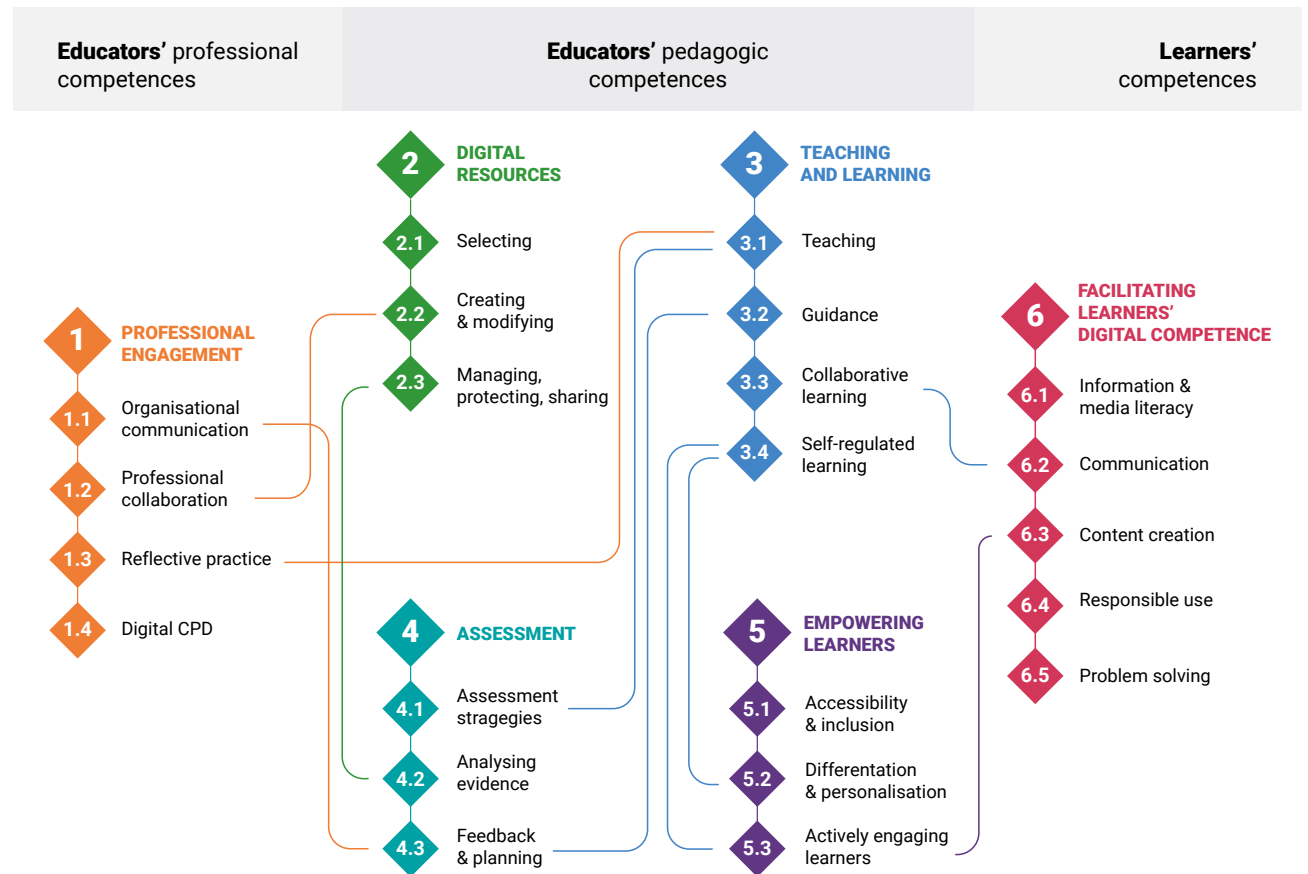 Educators' professional
competences
Educators' pedagogic
competences
Learners'
competences
1
PROFESSIONAL
ENGAGEMENT
1.1
Organisational
communication
1.2
Professional
collaboration
1.3
Reflective practice
1.4
Digital CPD
2
DIGITAL
RESOURCES
2.1
Selecting
2.2
Creating
& modifying
2.3
Managing,
protecting, sharing
3
TEACHING
AND LEARNING
3.1
Teaching
3.2
Guidance
3.3
Collaborative
learning
3.4
Self-regulated
learning
4
ASSESSMENT
4.1
Assessment
stragegies
4.2
Analysing
evidence
4.3
Feedback
& planning
5
EMPOWERING
LEARNERS
5.1
Accessibility
& inclusion
5.2
Differentation
& personalisation
5.3
Actively engaging
learners
6
FACILITATING
LEARNERS'
DIGITAL COMPETENCE
6.1
Information &
media literacy
6.2
Communication
6.3
Content creation
6.4
Responsible use
6.5
Problem solving